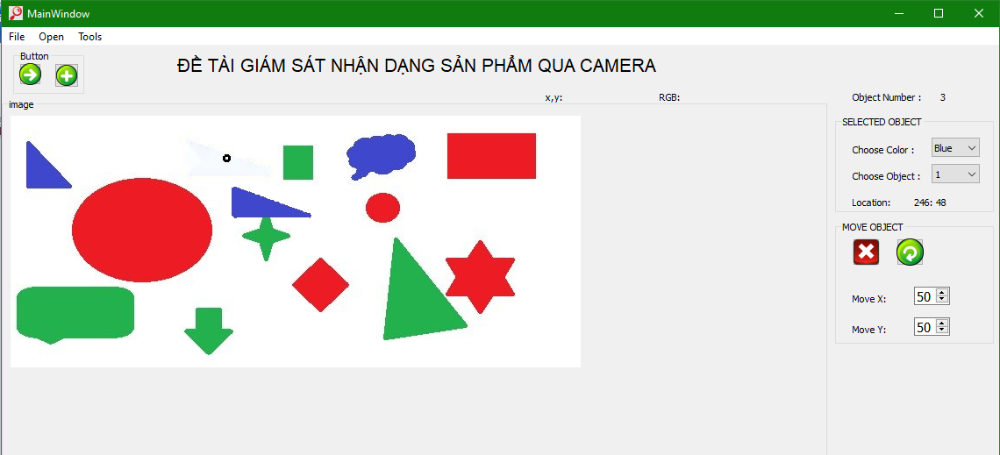 MainWindow
File Open Tools
Button
ĐỀ TÀI GIÁM SÁT NHẬN DẠNG SẢN PHẨM QUA CAMERA
x,y: RGB: Object Number : 3
image
SELECTED OBJECT
Choose Color : Blue
Choose Object : 1
Location: 246: 48
MOVE OBJECT
Move X: 50
Move Y: 50